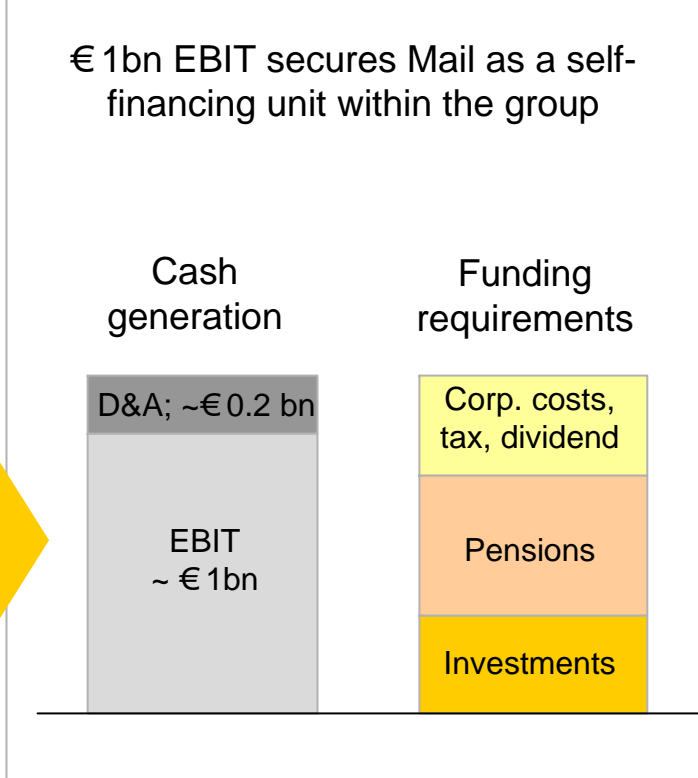 € 1bn EBIT secures Mail as a self-
financing unit within the group
Cash
generation
Funding
requirements
D&A; ~€ 0.2 bn
EBIT
~ € 1bn
Corp. costs,
tax, dividend
Pensions
Investments